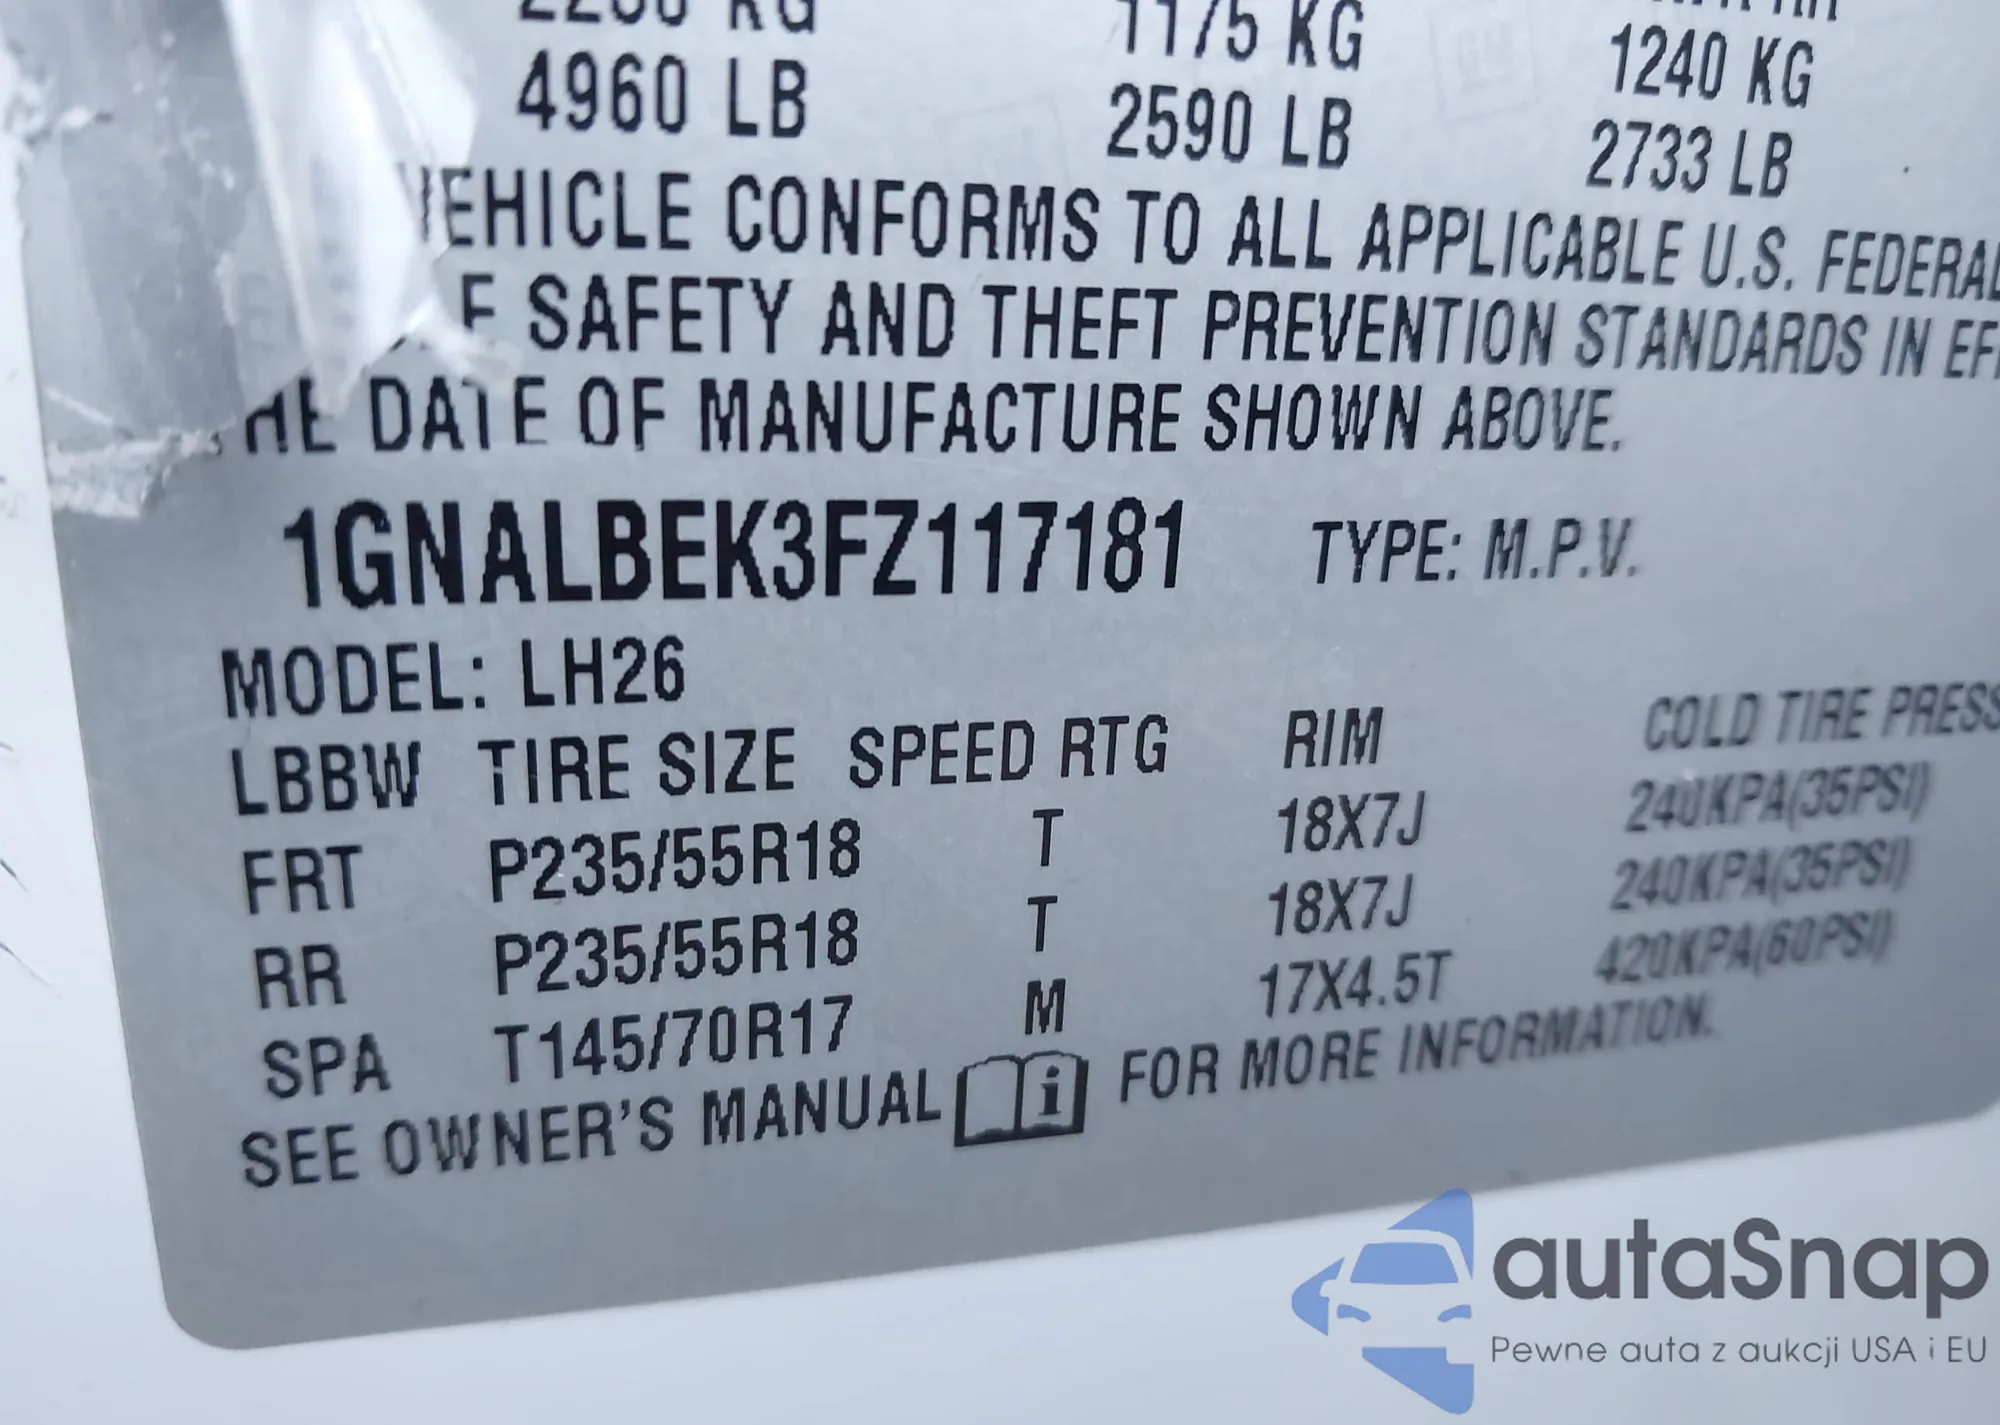 1175 KG
1240 KG
4960 LB
2590 LB
2733 LB
VEHICLE CONFORMS TO ALL APPLICABLE U.S. FEDERAL
SAFETY AND THEFT PREVENTION STANDARDS IN EFF
DATE OF MANUFACTURE SHOWN ABOVE.
1GNALBEK3FZ117181 TYPE: M.P.V.
MODEL: LH26
LBBW TIRE SIZE SPEED RTG RIM COLD TIRE PRESS
FRT P235/55R18 T 18X7J 240KPA(35PSI)
RR P235/55R18 T 18X7J 240KPA(35PSI)
SPA T145/70R17 M 17X4.5T 420KPA(60PSI)
SEE OWNER'S MANUAL i FOR MORE INFORMATION.
autaSnap
Pewne auta z aukcji USA i EU